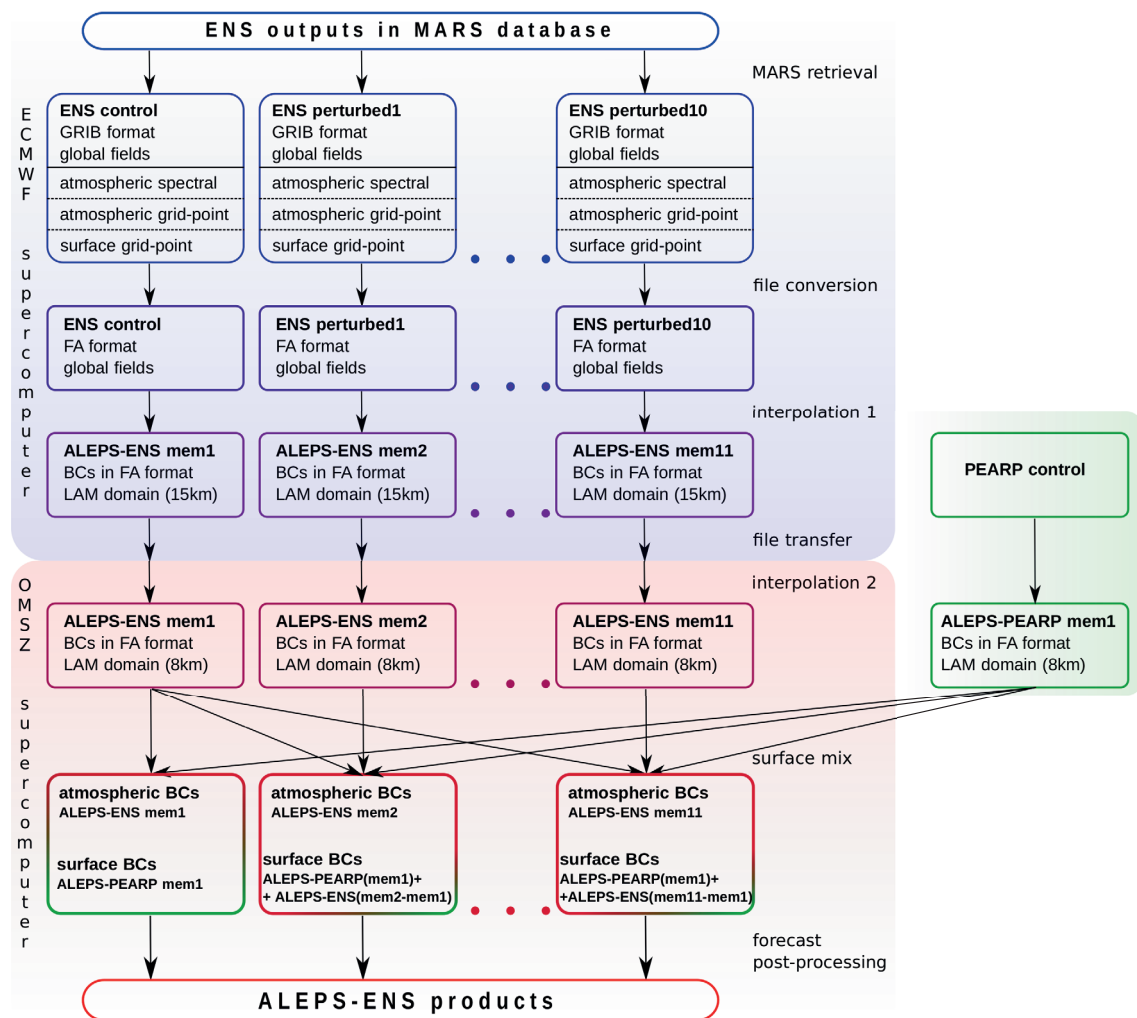 ENS outputs in MARS database
MARS retrieval
ECMWF supercomputer
ENS control
GRIB format
global fields
atmospheric spectral
atmospheric grid-point
surface grid-point
ENS perturbed1
GRIB format
global fields
atmospheric spectral
atmospheric grid-point
surface grid-point
ENS perturbed10
GRIB format
global fields
atmospheric spectral
atmospheric grid-point
surface grid-point
file conversion
ENS control
FA format
global fields
ENS perturbed1
FA format
global fields
ENS perturbed10
FA format
global fields
interpolation 1
ALEPS-ENS mem1
BCs in FA format
LAM domain (15km)
ALEPS-ENS mem2
BCs in FA format
LAM domain (15km)
ALEPS-ENS mem11
BCs in FA format
LAM domain (15km)
PEARP control
file transfer
OMSZ supercomputer
interpolation 2
ALEPS-ENS mem1
BCs in FA format
LAM domain (8km)
ALEPS-ENS mem2
BCs in FA format
LAM domain (8km)
ALEPS-ENS mem11
BCs in FA format
LAM domain (8km)
ALEPS-PEARP mem1
BCs in FA format
LAM domain (8km)
surface mix
atmospheric BCs
ALEPS-ENS mem1
surface BCs
ALEPS-PEARP mem1
atmospheric BCs
ALEPS-ENS mem2
surface BCs
ALEPS-PEARP(mem1)+
+ ALEPS-ENS(mem2-mem1)
atmospheric BCs
ALEPS-ENS mem11
surface BCs
ALEPS-PEARP(mem1)+
+ALEPS-ENS(mem11-mem1)
forecast
post-processing
ALEPS-ENS products